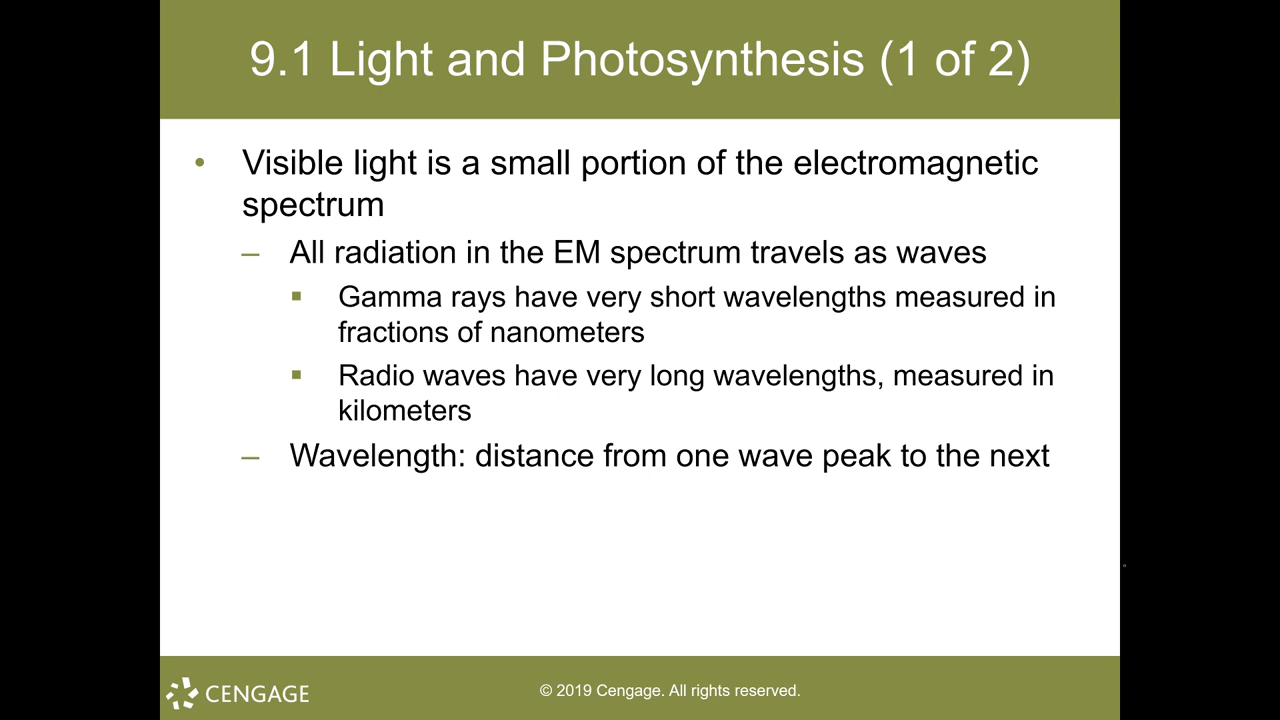 9.1 Light and Photosynthesis (1 of 2)
• Visible light is a small portion of the electromagnetic
spectrum
– All radiation in the EM spectrum travels as waves
▪ Gamma rays have very short wavelengths measured in
fractions of nanometers
▪ Radio waves have very long wavelengths, measured in
kilometers
– Wavelength: distance from one wave peak to the next
CENGAGE
© 2019 Cengage. All rights reserved.